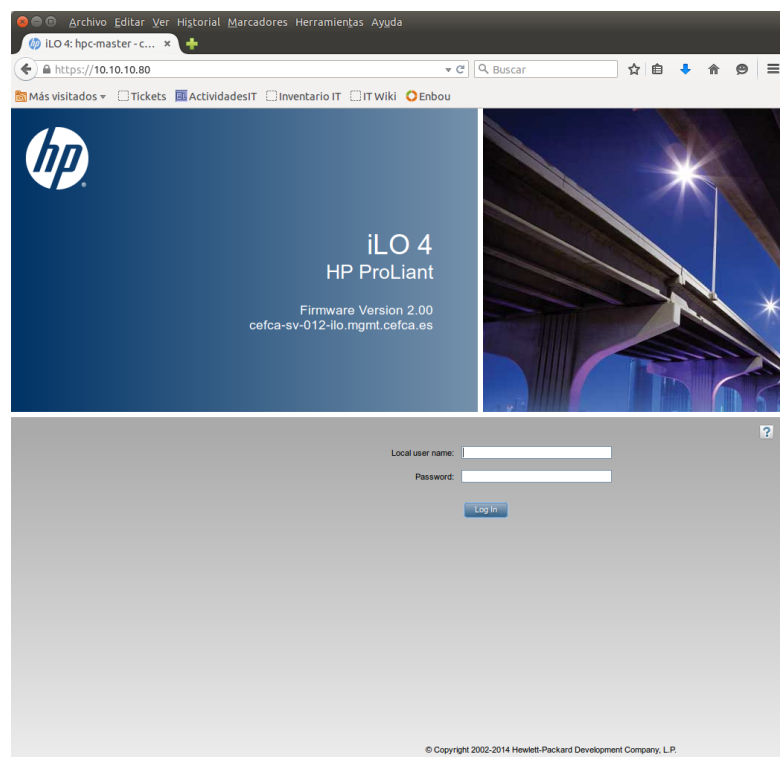 Archivo Editar Ver Historial Marcadores Herramientas Ayuda
iLO 4: hpc-master - c...
https://10.10.10.80
Buscar
Más visitados Tickets ActividadesIT Inventario IT IT Wiki Enbou
hp
iLO 4
HP ProLiant
Firmware Version 2.00
cefca-sv-012-ilo.mgmt.cefca.es
?
Local user name:
Password:
Log In
© Copyright 2002-2014 Hewlett-Packard Development Company, L.P.